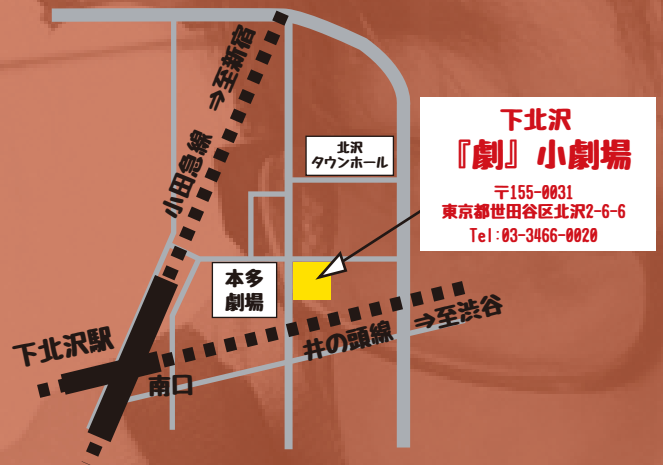 小田急線 ⇒至新宿
北沢
タウンホール
下北沢
『劇』小劇場
〒155-0031
東京都世田谷区北沢2-6-6
Tel:03-3466-0020
本多
劇場
下北沢駅
南口
井の頭線 ⇒至渋谷